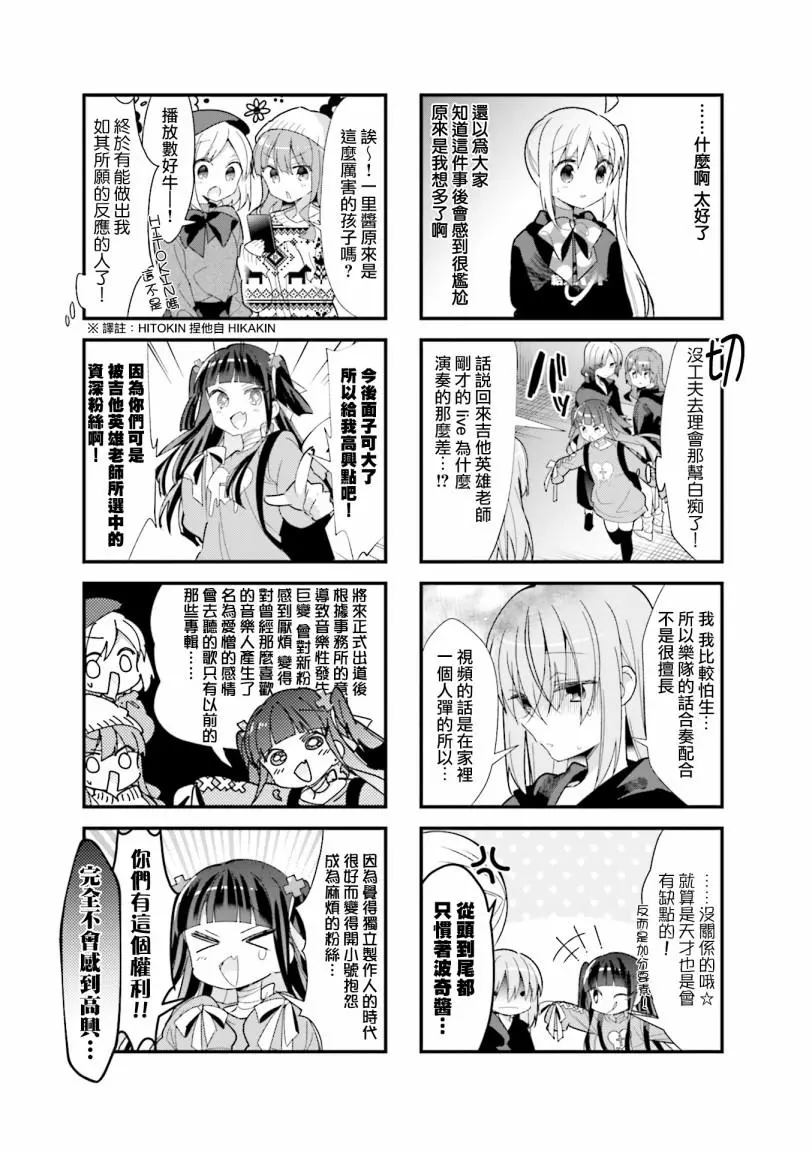 ……什麼啊 太好了
還以為大家
知道這件事後會感到很尷尬
原來是我想多了啊
切
沒工夫去理會那幫白痴了！
話說回來吉他英雄老師
剛才的 live 為什麼
演奏的那麼差…!?
我 我比較怕生…
所以樂隊的話合奏配合
不是很擅長
視頻的話是在家裡
一個人彈的所以…
……沒關係的哦☆
就算是天才也是會
有缺點的！
反而是加分要素！
從頭到尾都
只慣著波奇醬…
誒～！一里醬原來是
這麼厲害的孩子嗎？
播放數好牛—！
HITOKIN嗎
這不是
終於有能做出我
如其所願的反應的人了！
※ 譯註：HITOKIN 捏他自 HIKAKIN
今後面子可大了
所以給我高興點吧！
因為你們可是
被吉他英雄老師所選中的
資深粉絲啊！
將來正式出道後
根據事務所的意
導致音樂性發生
巨變 會對新粉
感到厭煩 變得
對曾經那麼喜歡
的音樂人產生了
名為愛憎的感情
會去聽的歌只有以前的
那些專輯……
因為覺得獨立製作人的時代
很好而變得開小號抱怨
成為麻煩的粉絲…
你們有這個權利!!
完全不會感到高興…